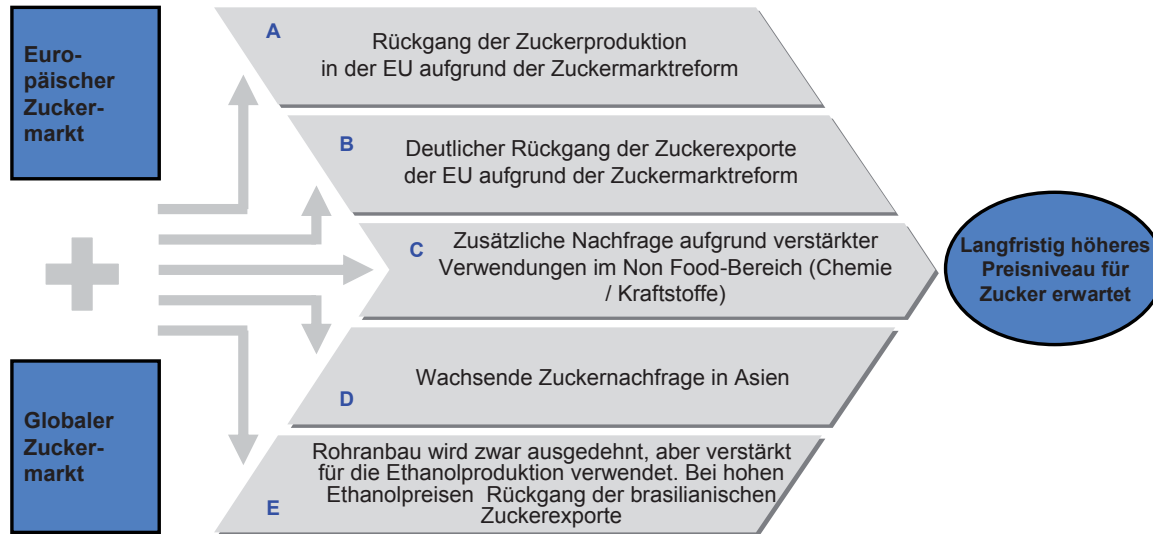 Euro-
päischer
Zucker-
markt
A
Rückgang der Zuckerproduktion
in der EU aufgrund der Zuckermarktreform
B
Deutlicher Rückgang der Zuckerexporte
der EU aufgrund der Zuckermarktreform
C
Zusätzliche Nachfrage aufgrund verstärkter
Verwendungen im Non Food-Bereich (Chemie
/ Kraftstoffe)
Langfristig höheres
Preisniveau für
Zucker erwartet
Globaler
Zucker-
markt
D
Wachsende Zuckernachfrage in Asien
E
Rohranbau wird zwar ausgedehnt, aber verstärkt
für die Ethanolproduktion verwendet. Bei hohen
Ethanolpreisen Rückgang der brasilianischen
Zuckerexporte